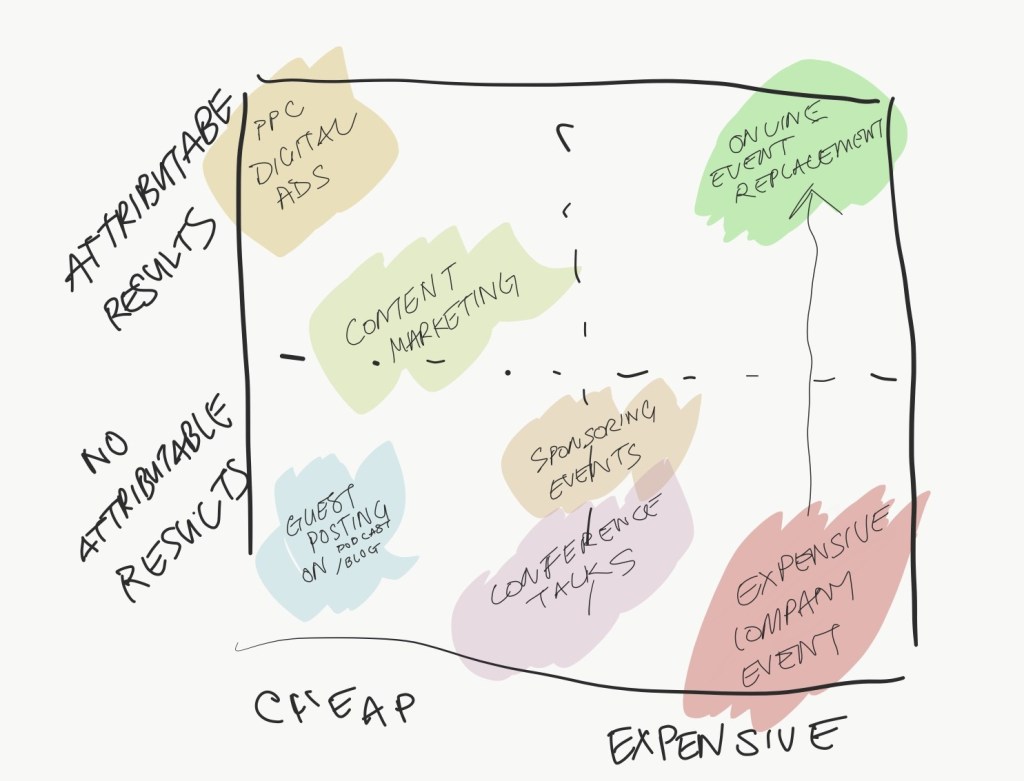 ATTRIBUTABE
RESULTS
PPC
DIGITAL
ADS
ONLINE
EVENT
REPLACEMENT
CONTENT
MARKETING
NO
ATTRIBUTABLE
RESULTS
GUEST
POSTING
ON PODCAST
/BLOG
SPONSORING
EVENTS
CONFERENCE
TALKS
EXPENSIVE
COMPANY
EVENT
CHEAP
EXPENSIVE